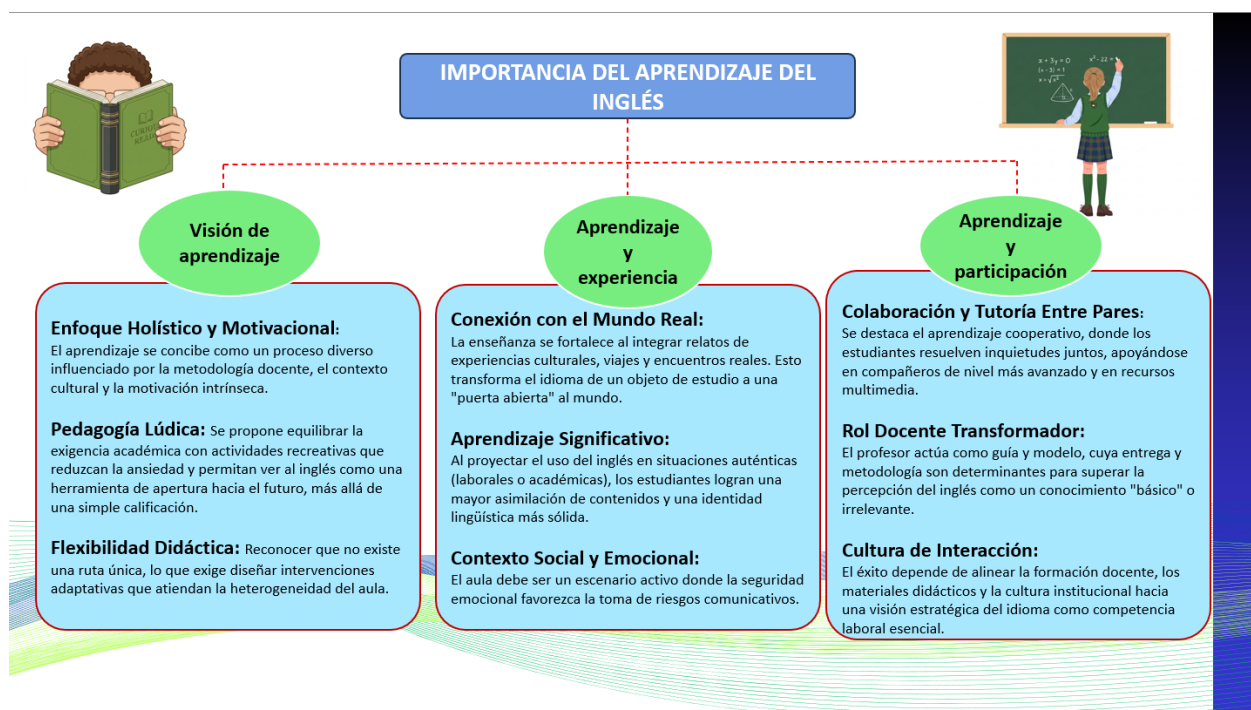 IMPORTANCIA DEL APRENDIZAJE DEL
INGLÉS
CURIOUS
READ
x + 3y = 0
(x - 3) = 1
Visión de
aprendizaje
Enfoque Holístico y Motivacional:
El aprendizaje se concibe como un proceso diverso
influenciado por la metodología docente, el contexto
cultural y la motivación intrínseca.
Pedagogía Lúdica: Se propone equilibrar la
exigencia académica con actividades recreativas que
reduzcan la ansiedad y permitan ver al inglés como una
herramienta de apertura hacia el futuro, más allá de
una simple calificación.
Flexibilidad Didáctica: Reconocer que no existe
una ruta única, lo que exige diseñar intervenciones
adaptativas que atiendan la heterogeneidad del aula.
Aprendizaje
y
experiencia
Conexión con el Mundo Real:
La enseñanza se fortalece al integrar relatos de
experiencias culturales, viajes y encuentros reales. Esto
transforma el idioma de un objeto de estudio a una
"puerta abierta" al mundo.
Aprendizaje Significativo:
Al proyectar el uso del inglés en situaciones auténticas
(laborales o académicas), los estudiantes logran una
mayor asimilación de contenidos y una identidad
lingüística más sólida.
Contexto Social y Emocional:
El aula debe ser un escenario activo donde la seguridad
emocional favorezca la toma de riesgos comunicativos.
Aprendizaje
y
participación
Colaboración y Tutoría Entre Pares:
Se destaca el aprendizaje cooperativo, donde los
estudiantes resuelven inquietudes juntos, apoyándose
en compañeros de nivel más avanzado y en recursos
multimedia.
Rol Docente Transformador:
El profesor actúa como guía y modelo, cuya entrega y
metodología son determinantes para superar la
percepción del inglés como un conocimiento "básico" o
irrelevante.
Cultura de Interacción:
El éxito depende de alinear la formación docente, los
materiales didácticos y la cultura institucional hacia
una visión estratégica del idioma como competencia
laboral esencial.